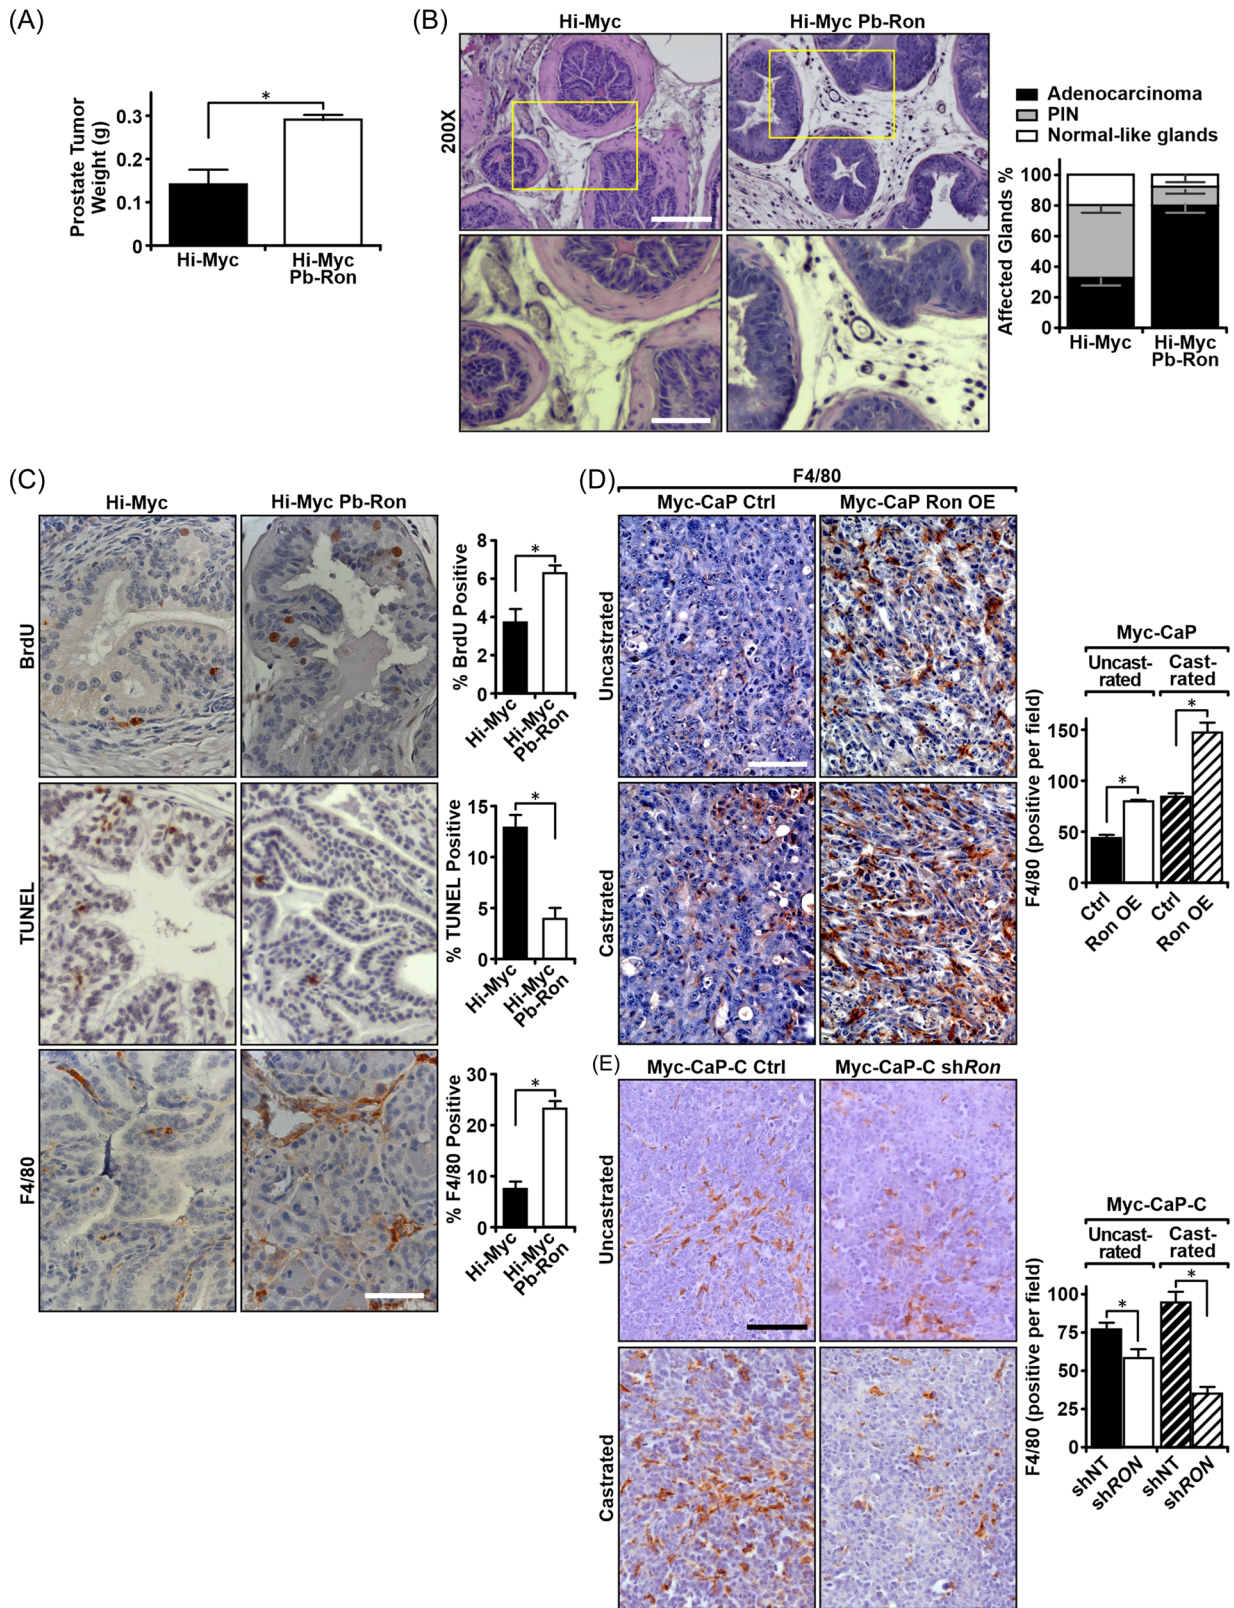 (A)
Prostate Tumor
Weight (g)
0.3
0.2
0.1
0
*
Hi-Myc
Hi-Myc
Pb-Ron
(B)
Hi-Myc
Hi-Myc Pb-Ron
200X
Adenocarcinoma
PIN
Normal-like glands
Affected Glands %
100
80
60
40
20
0
Hi-Myc
Hi-Myc
Pb-Ron
(C)
Hi-Myc
Hi-Myc Pb-Ron
BrdU
% BrdU Positive
8
6
4
2
0
*
Hi-Myc
Hi-Myc
Pb-Ron
TUNEL
% TUNEL Positive
15
10
5
0
*
Hi-Myc
Hi-Myc
Pb-Ron
F4/80
% F4/80 Positive
30
20
10
0
*
Hi-Myc
Hi-Myc
Pb-Ron
(D)
F4/80
Myc-CaP Ctrl
Myc-CaP Ron OE
Uncastrated
Castrated
Myc-CaP
Uncast-
rated
Cast-
rated
F4/80 (positive per field)
150
100
50
0
*
*
Ctrl
Ron OE
Ctrl
Ron OE
(E)
Myc-CaP-C Ctrl
Myc-CaP-C shRon
Uncastrated
Castrated
Myc-CaP-C
Uncast-
rated
Cast-
rated
F4/80 (positive per field)
100
75
50
25
0
*
*
shNT
shRON
shNT
shRON